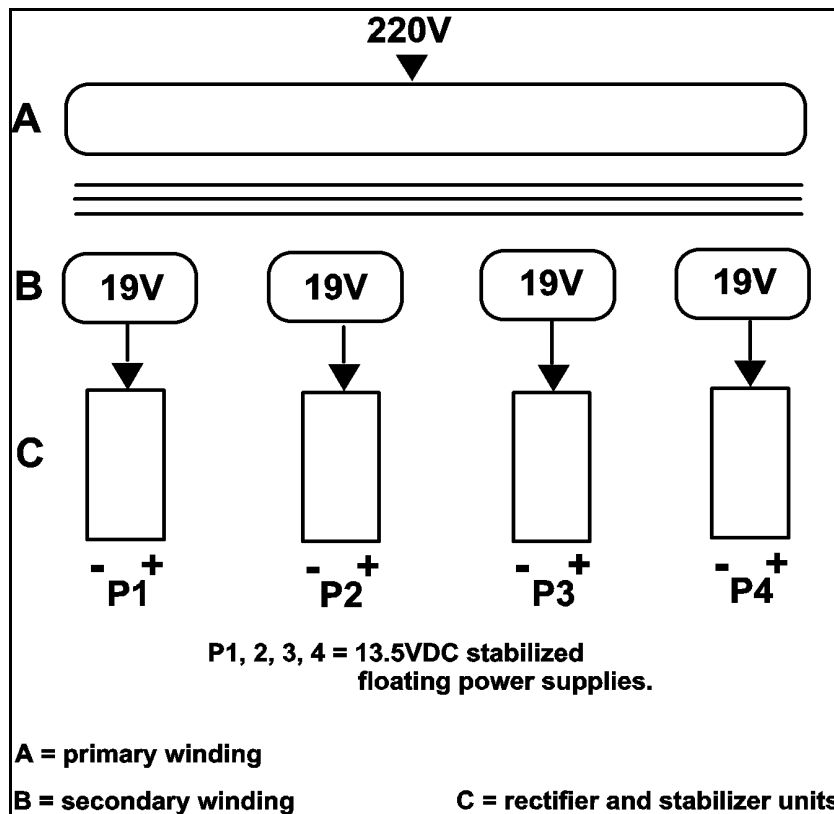 220V
A
B 19V 19V 19V 19V
C
- + - + - + - +
P1 P2 P3 P4
P1, 2, 3, 4 = 13.5VDC stabilized
floating power supplies.
A = primary winding
B = secondary winding C = rectifier and stabilizer units